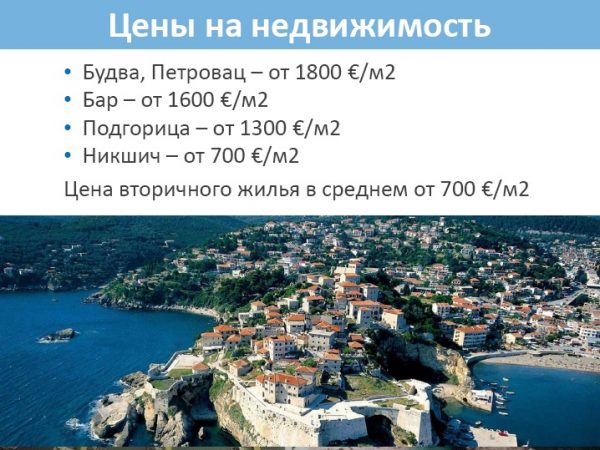 Цены на недвижимость
• Будва, Петровац – от 1800 €/м2
• Бар – от 1600 €/м2
• Подгорица – от 1300 €/м2
• Никшич – от 700 €/м2
Цена вторичного жилья в среднем от 700 €/м2